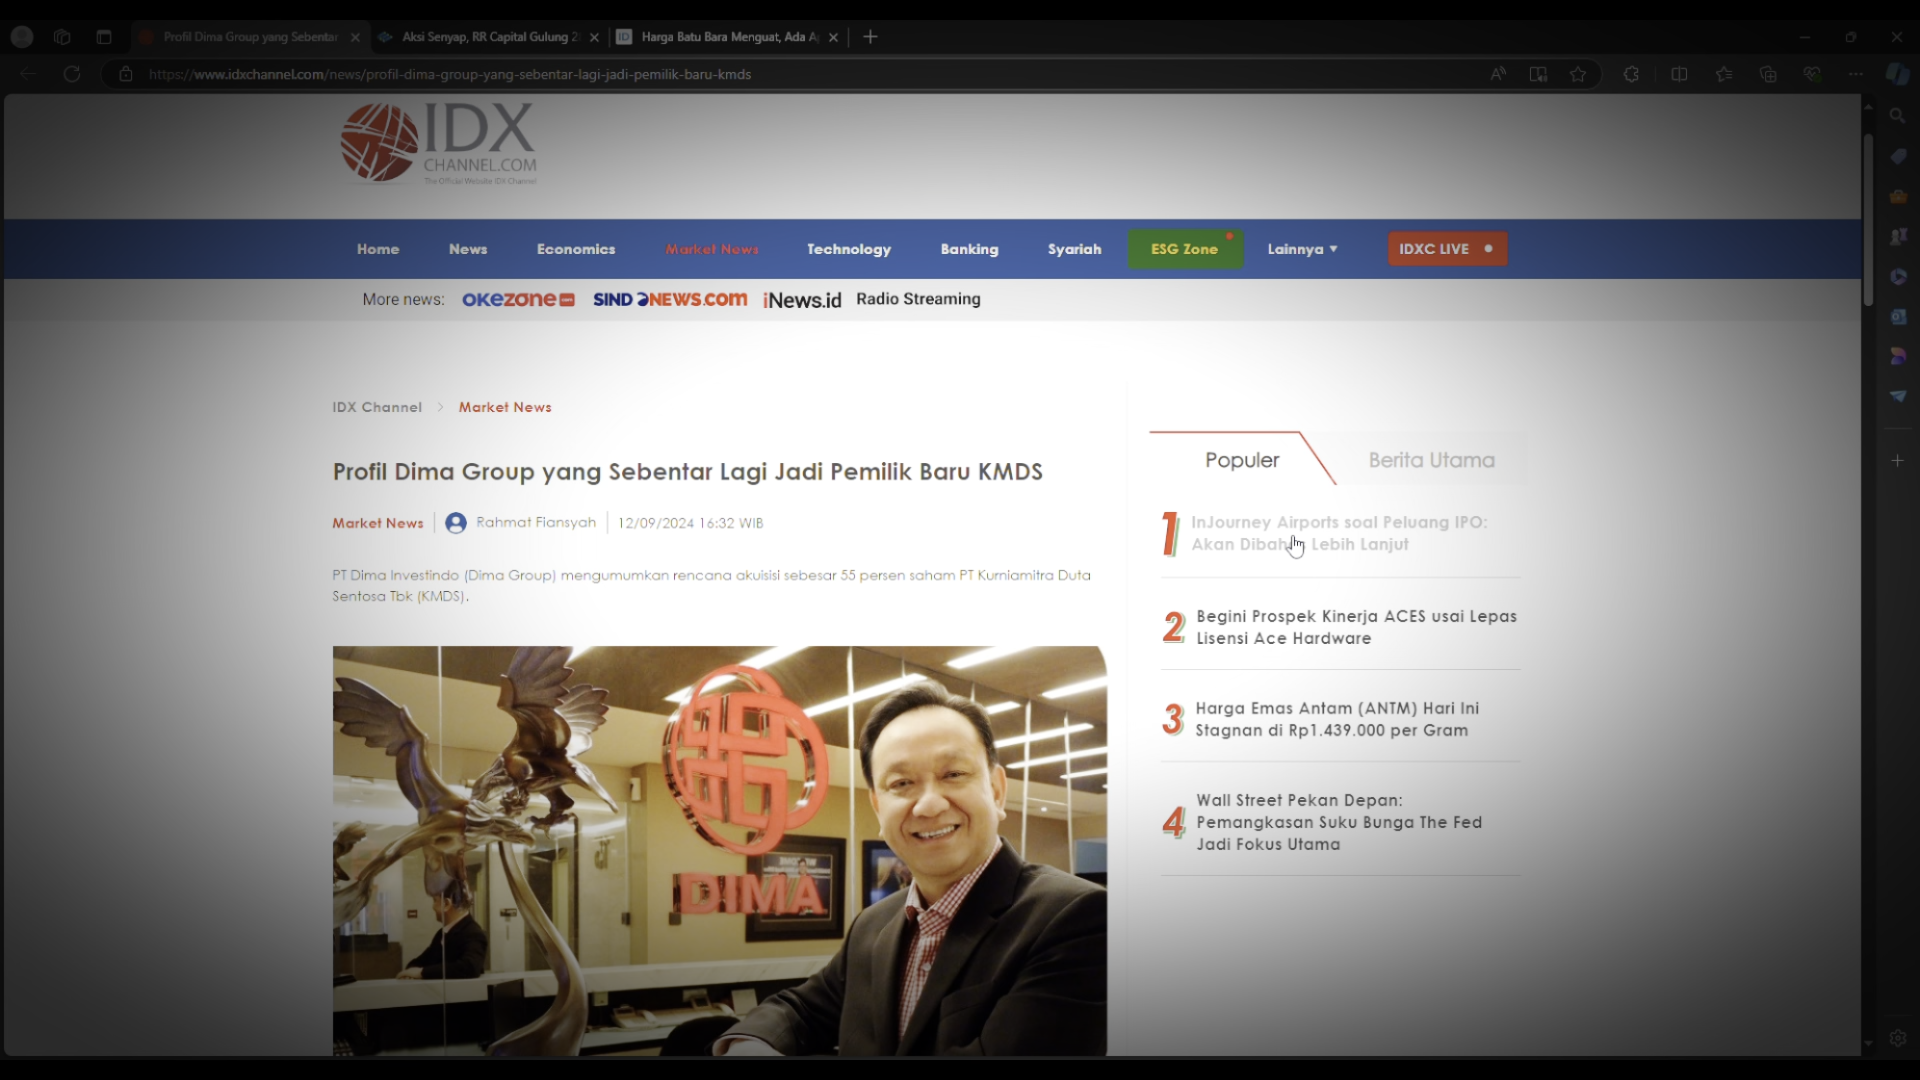 Profil Dima Group yang Sebentar
Aksi Senyap, RR Capital Gulung 2
ID Harga Batu Bara Menguat, Ada A
https://www.idxchannel.com/news/profil-dima-group-yang-sebentar-lagi-jadi-pemilik-baru-kmds
IDX
CHANNEL.COM
The Official Website IDX Channel
Home News Economics Market News Technology Banking Syariah ESG Zone Lainnya IDXC LIVE
More news: OKEZONE SINDONEWS.COM iNews.id Radio Streaming
IDX Channel > Market News
Profil Dima Group yang Sebentar Lagi Jadi Pemilik Baru KMDS
Market News Rahmat Fiansyah 12/09/2024 16:32 WIB
PT Dima Investindo (Dima Group) mengumumkan rencana akuisisi sebesar 55 persen saham PT Kurniamitra Duta
Sentosa Tbk (KMDS).
DIMA
Populer Berita Utama
1 InJourney Airports soal Peluang IPO:
Akan Lebih Lanjut
2 Begini Prospek Kinerja ACES usai Lepas
Lisensi Ace Hardware
3 Harga Emas Antam (ANTM) Hari Ini
Stagnan di Rp1.439.000 per Gram
4 Wall Street Pekan Depan:
Pemangkasan Suku Bunga The Fed
Jadi Fokus Utama